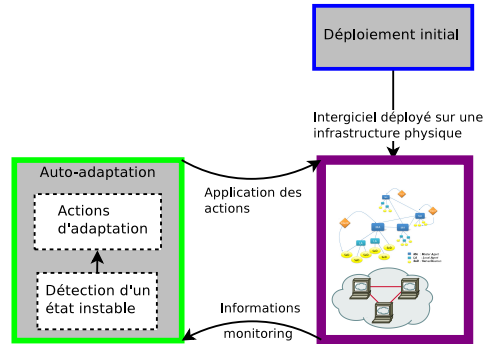 Déploiement initial
Intergiciel déployé sur une
infrastructure physique
Auto-adaptation
Application des
actions
Actions
d'adaptation
Détection d'un
état instable
Informations
monitoring